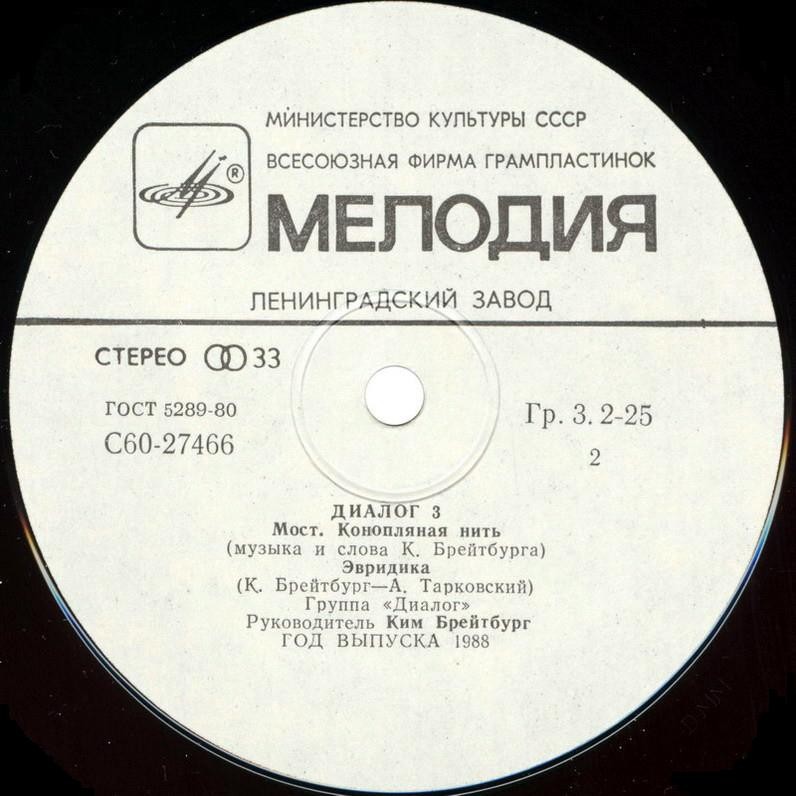 МИНИСТЕРСТВО КУЛЬТУРЫ СССР
ВСЕСОЮЗНАЯ ФИРМА ГРАМПЛАСТИНОК
®
МЕЛОДИЯ
ЛЕНИНГРАДСКИЙ ЗАВОД
СТЕРЕО 33
ГОСТ 5289-80
Гр. 3. 2-25
С60-27466
2
ДИАЛОГ 3
Мост. Конопляная нить
(музыка и слова К. Брейтбурга)
Эвридика
(К. Брейтбург—А. Тарковский)
Группа «Диалог»
Руководитель Ким Брейтбург
ГОД ВЫПУСКА 1988
DMM